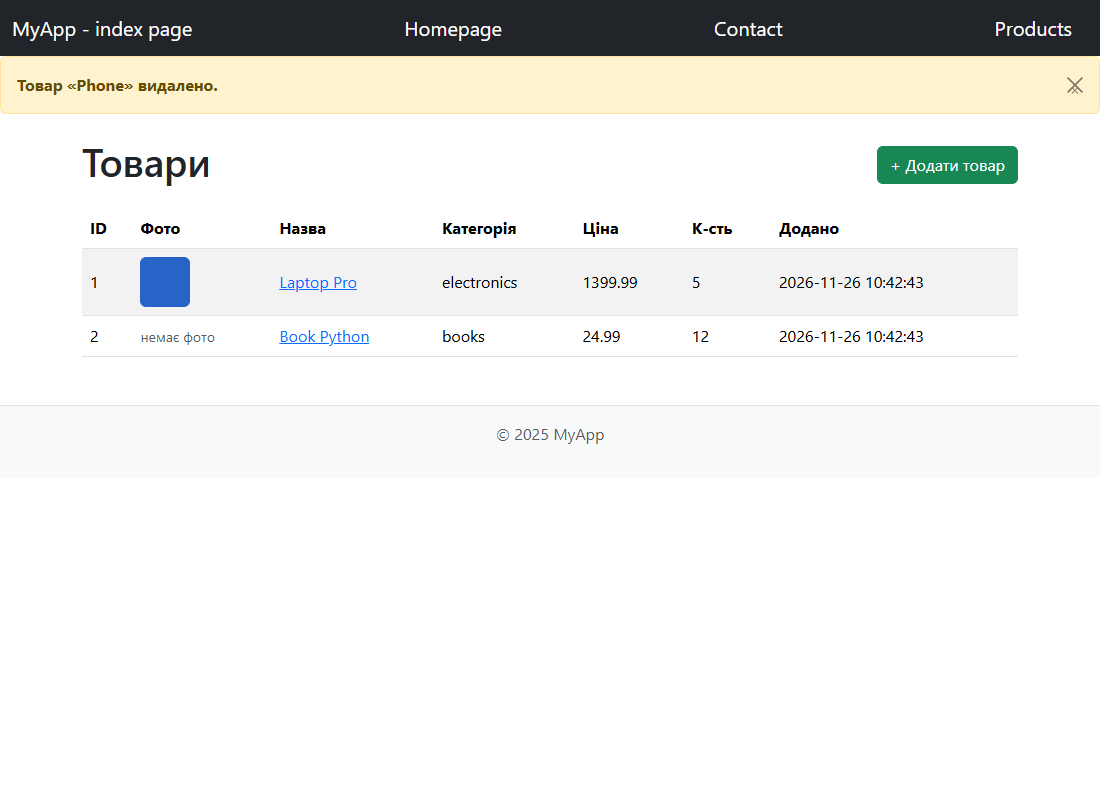 MyApp - index page Homepage Contact Products
Товар «Phone» видалено.
Товари + Додати товар
ID Фото Назва Категорія Ціна К-сть Додано
1 Laptop Pro electronics 1399.99 5 2026-11-26 10:42:43
2 немає фото Book Python books 24.99 12 2026-11-26 10:42:43
© 2025 MyApp